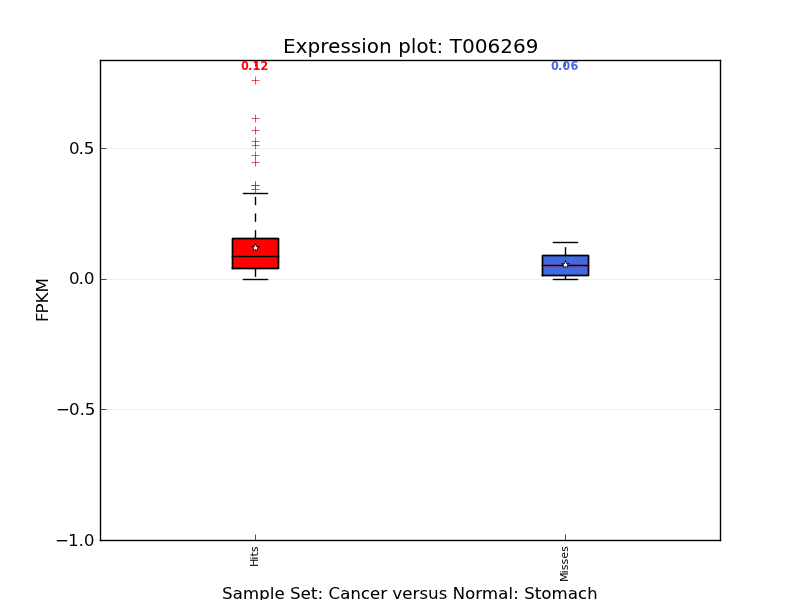 Expression plot: T006269
0.12
0.06
0.5
0.0
−0.5
−1.0
FPKM
Hits
Misses
Sample Set: Cancer versus Normal: Stomach